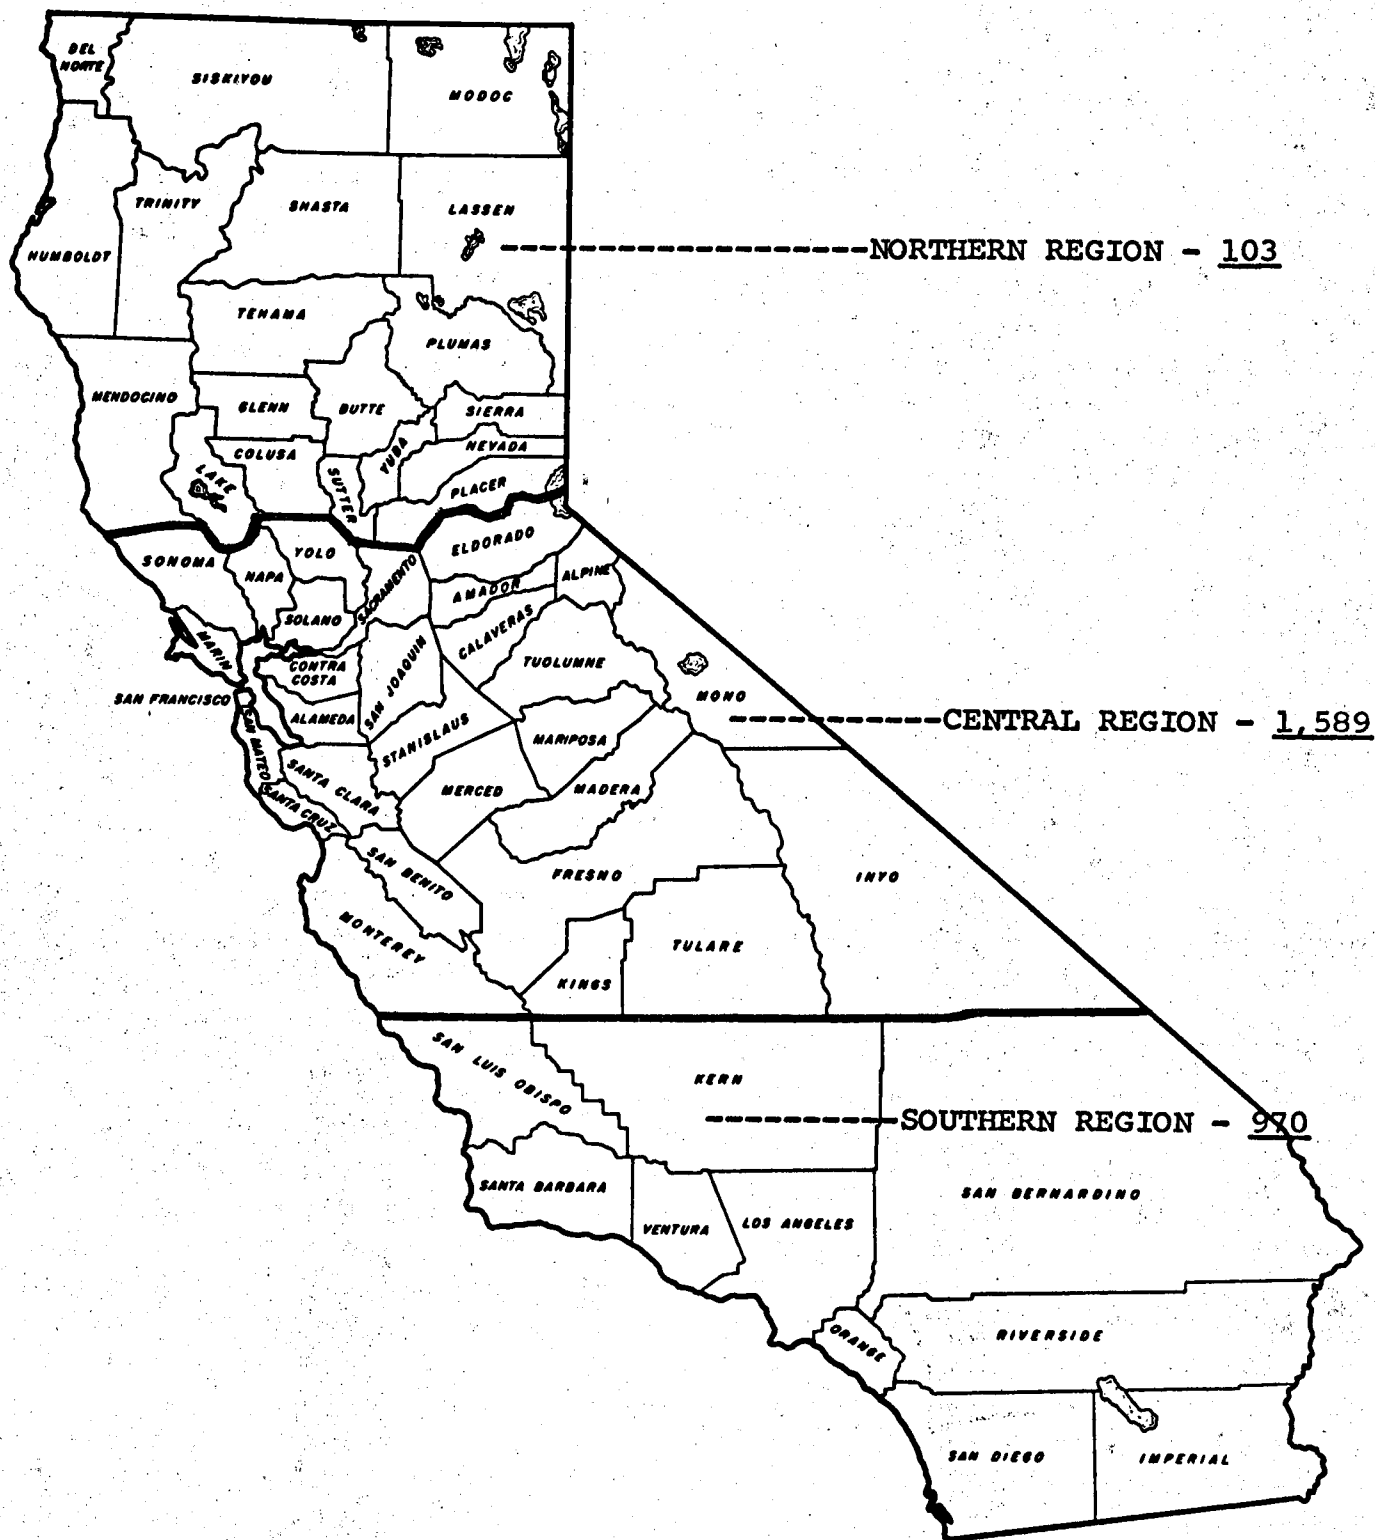 DEL
NORTE
SISKIYOU
MODOC
TRINITY
SHASTA
LASSEN
HUMBOLDT
NORTHERN REGION - 103
TEHAMA
PLUMAS
MENDOCINO
GLENN
BUTTE
SIERRA
COLUSA
YUBA
NEVADA
LAKE
SUTTER
PLACER
SONOMA
NAPA
YOLO
SACRAMENTO
ELDORADO
AMADOR
ALPINE
SOLANO
MARIN
CONTRA
COSTA
SAN JOAQUIN
CALAVERAS
TUOLUMNE
MONO
SAN FRANCISCO
ALAMEDA
CENTRAL REGION - 1,589
SAN MATEO
STANISLAUS
MARIPOSA
SANTA CLARA
MERCED
MADERA
SANTA CRUZ
SAN BENITO
FRESNO
INYO
MONTEREY
TULARE
KINGS
SAN LUIS OBISPO
KERN
SOUTHERN REGION - 970
SANTA BARBARA
VENTURA
LOS ANGELES
SAN BERNARDINO
ORANGE
RIVERSIDE
SAN DIEGO
IMPERIAL